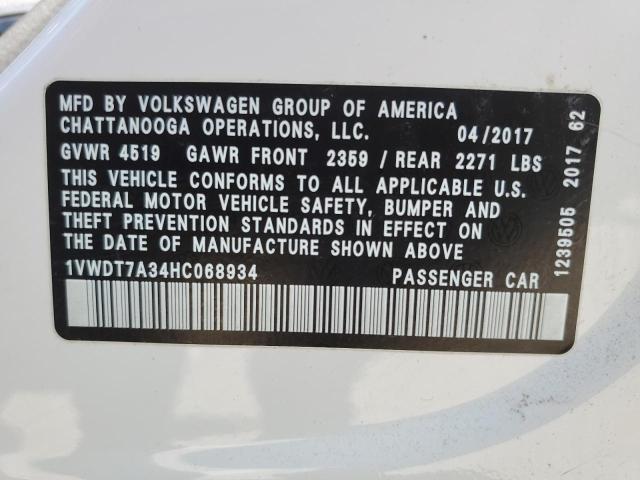 MFD BY VOLKSWAGEN GROUP OF AMERICA
CHATTANOOGA OPERATIONS, LLC. 04/2017
GVWR 4519 GAWR FRONT 2359 / REAR 2271 LBS
THIS VEHICLE CONFORMS TO ALL APPLICABLE U.S.
FEDERAL MOTOR VEHICLE SAFETY, BUMPER AND
THEFT PREVENTION STANDARDS IN EFFECT ON
THE DATE OF MANUFACTURE SHOWN ABOVE
1VWDT7A34HC068934 PASSENGER CAR
1239505 2017 62